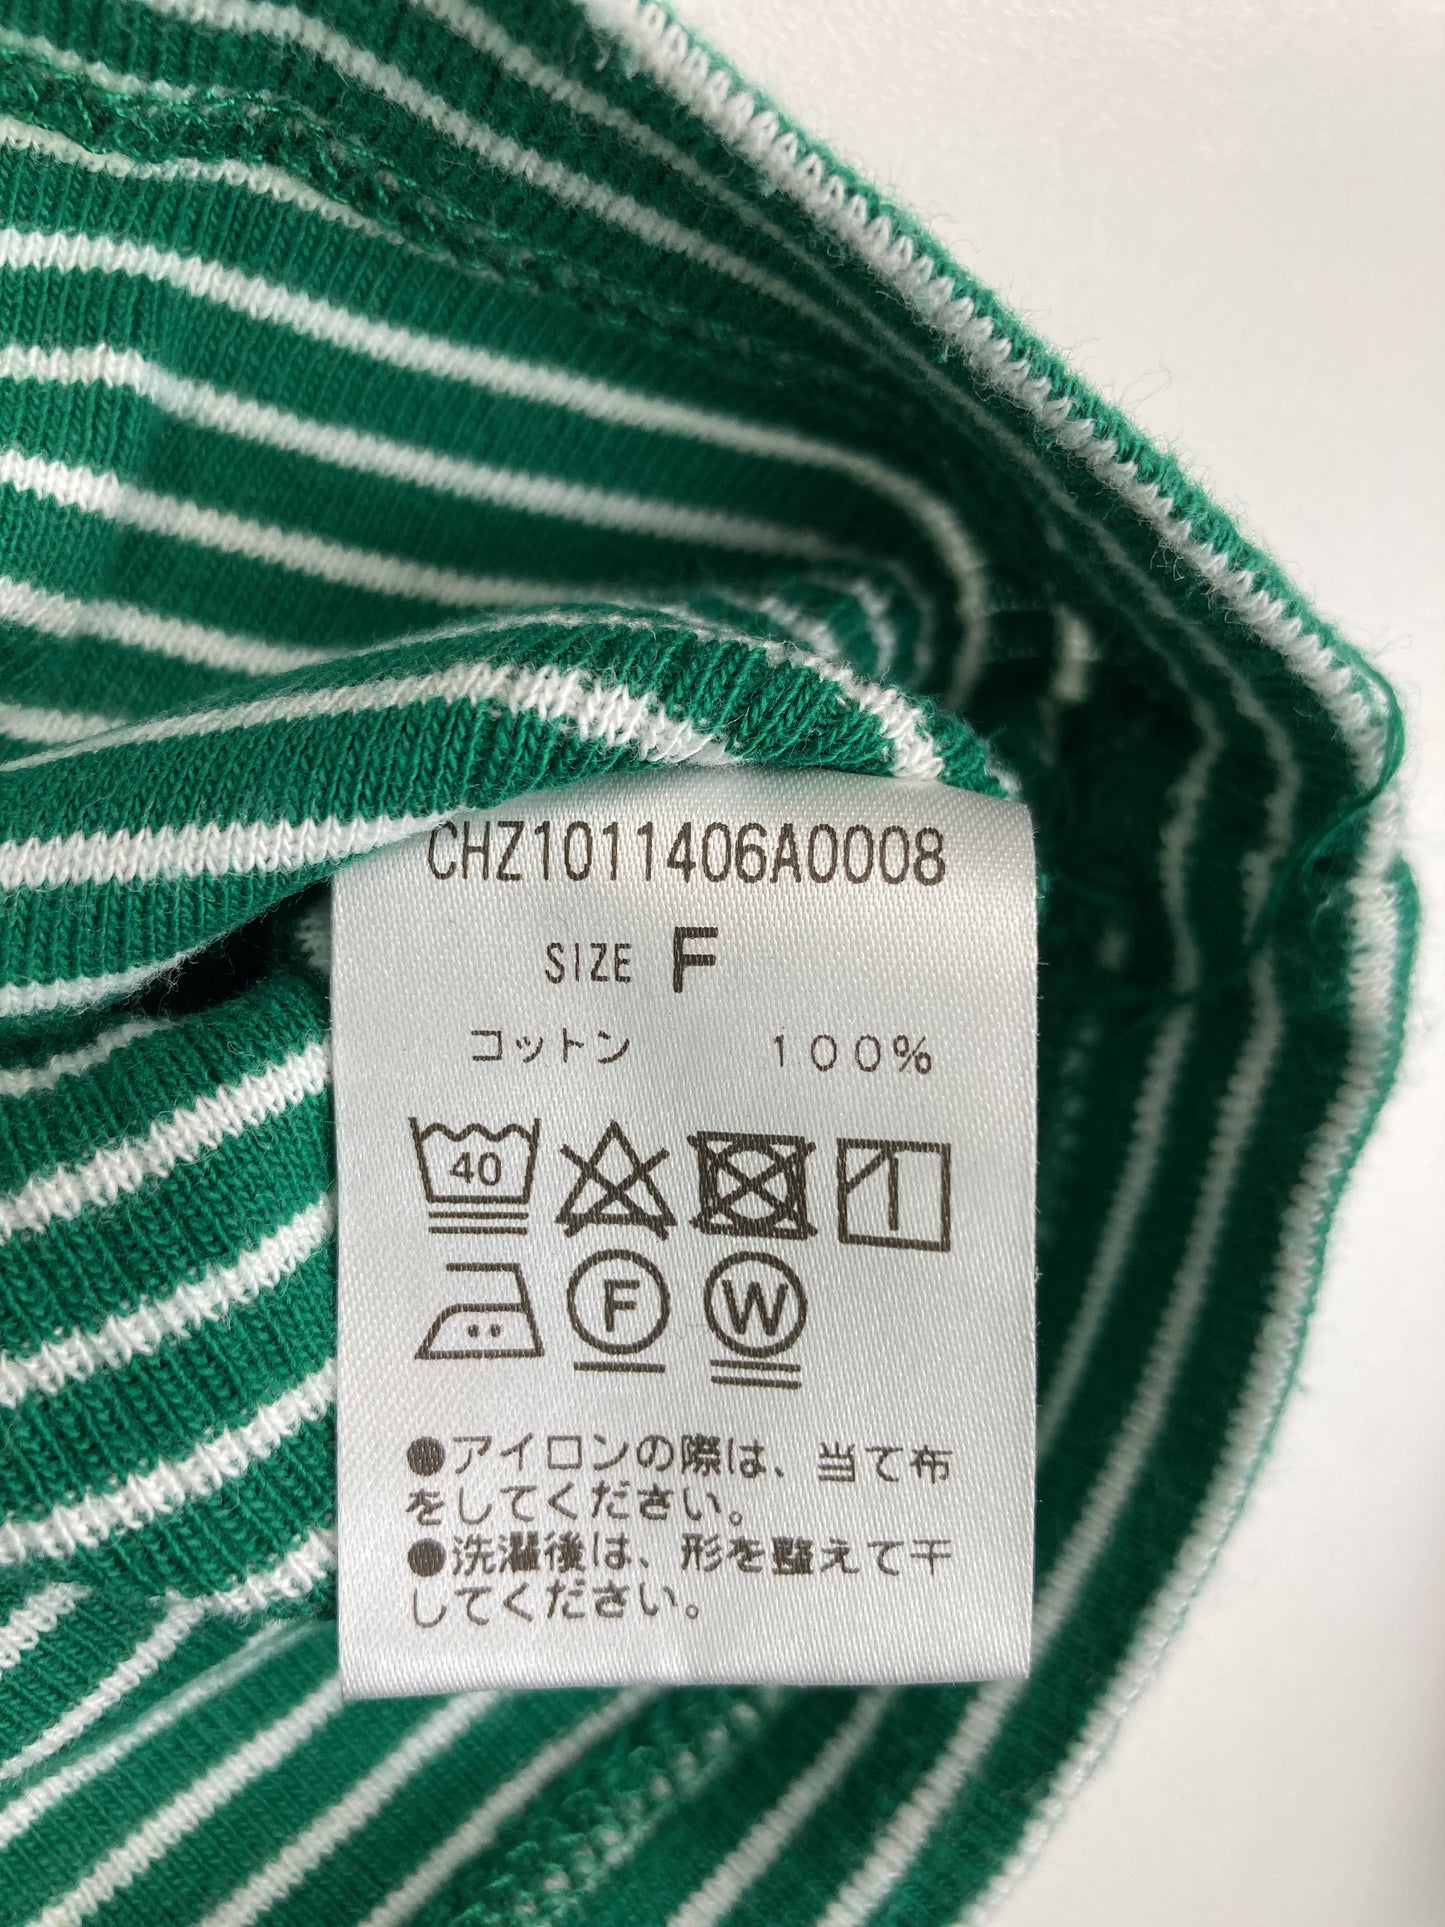 CHZ1011406A0008
SIZE F
コットン 100%
40
F W
●アイロンの際は、当て布
をしてください。
●洗濯後は、形を整えて干
してください。